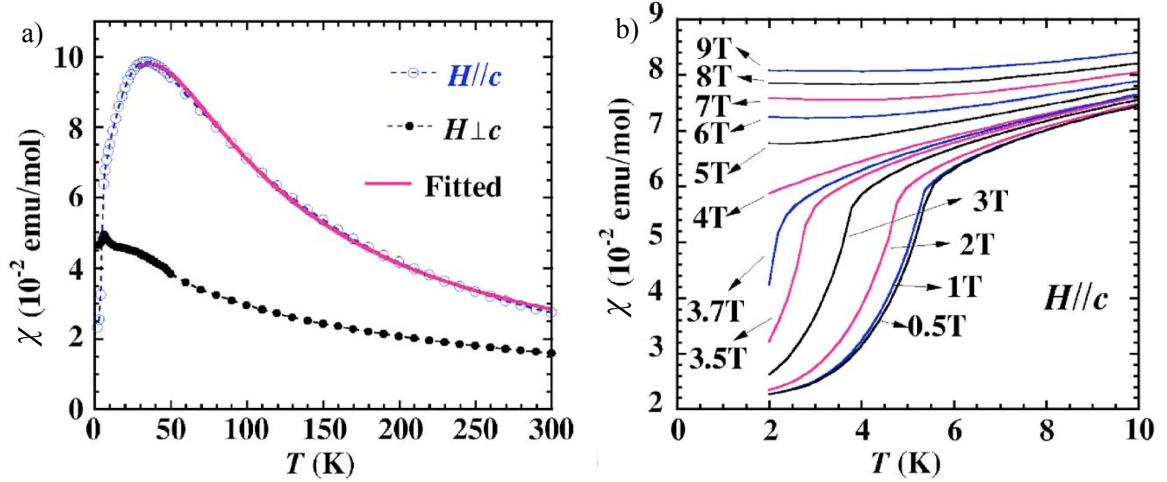 a)
χ (10⁻² emu/mol)
10
8
6
4
2
0
H//c
H⊥c
Fitted
0 50 100 150 200 250 300
T (K)
b)
χ (10⁻² emu/mol)
9
8
7
6
5
4
3
2
9T
8T
7T
6T
5T
4T
3.7T
3.5T
3T
2T
1T
0.5T
H//c
0 2 4 6 8 10
T (K)